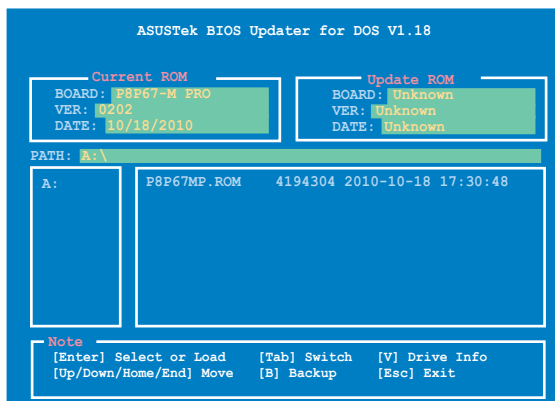 ASUSTek BIOS Updater for DOS V1.18
Current ROM
BOARD: P8P67-M PRO
VER: 0202
DATE: 10/18/2010
Update ROM
BOARD: Unknown
VER: Unknown
DATE: Unknown
PATH: A:\
A:
P8P67MP.ROM 4194304 2010-10-18 17:30:48
Note
[Enter] Select or Load [Tab] Switch [V] Drive Info
[Up/Down/Home/End] Move [B] Backup [Esc] Exit